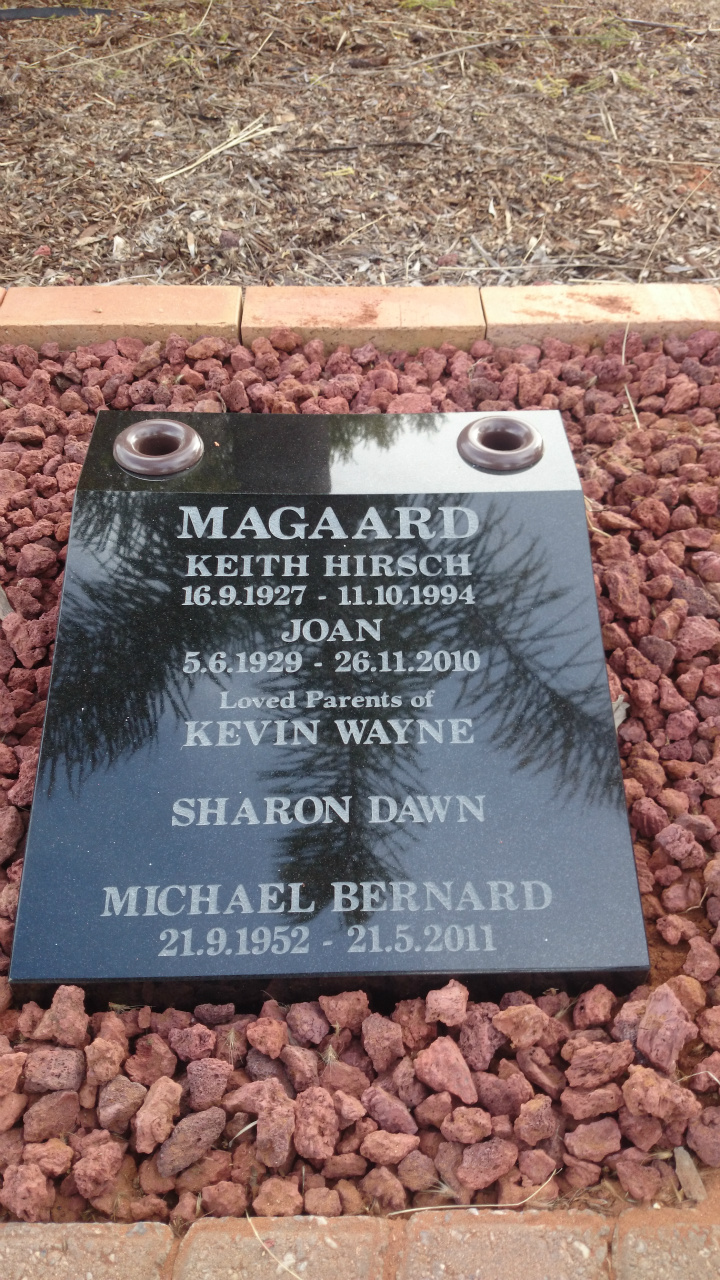 MAGAARD
KEITH HIRSCH
16.9.1927 - 11.10.1994
JOAN
5.6.1929 - 26.11.2010
Loved Parents of
KEVIN WAYNE
SHARON DAWN
MICHAEL BERNARD
21.9.1952 - 21.5.2011